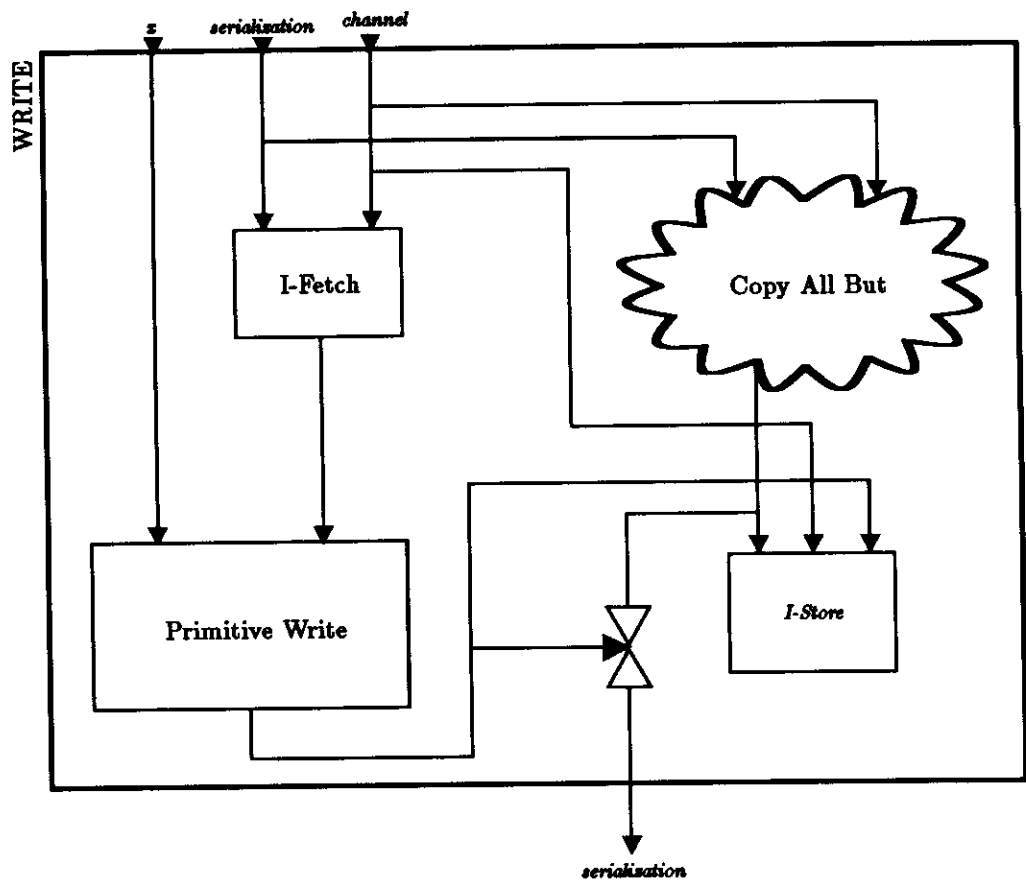 x serialization channel
WRITE
I-Fetch
Copy All But
Primitive Write
I-Store
serialization